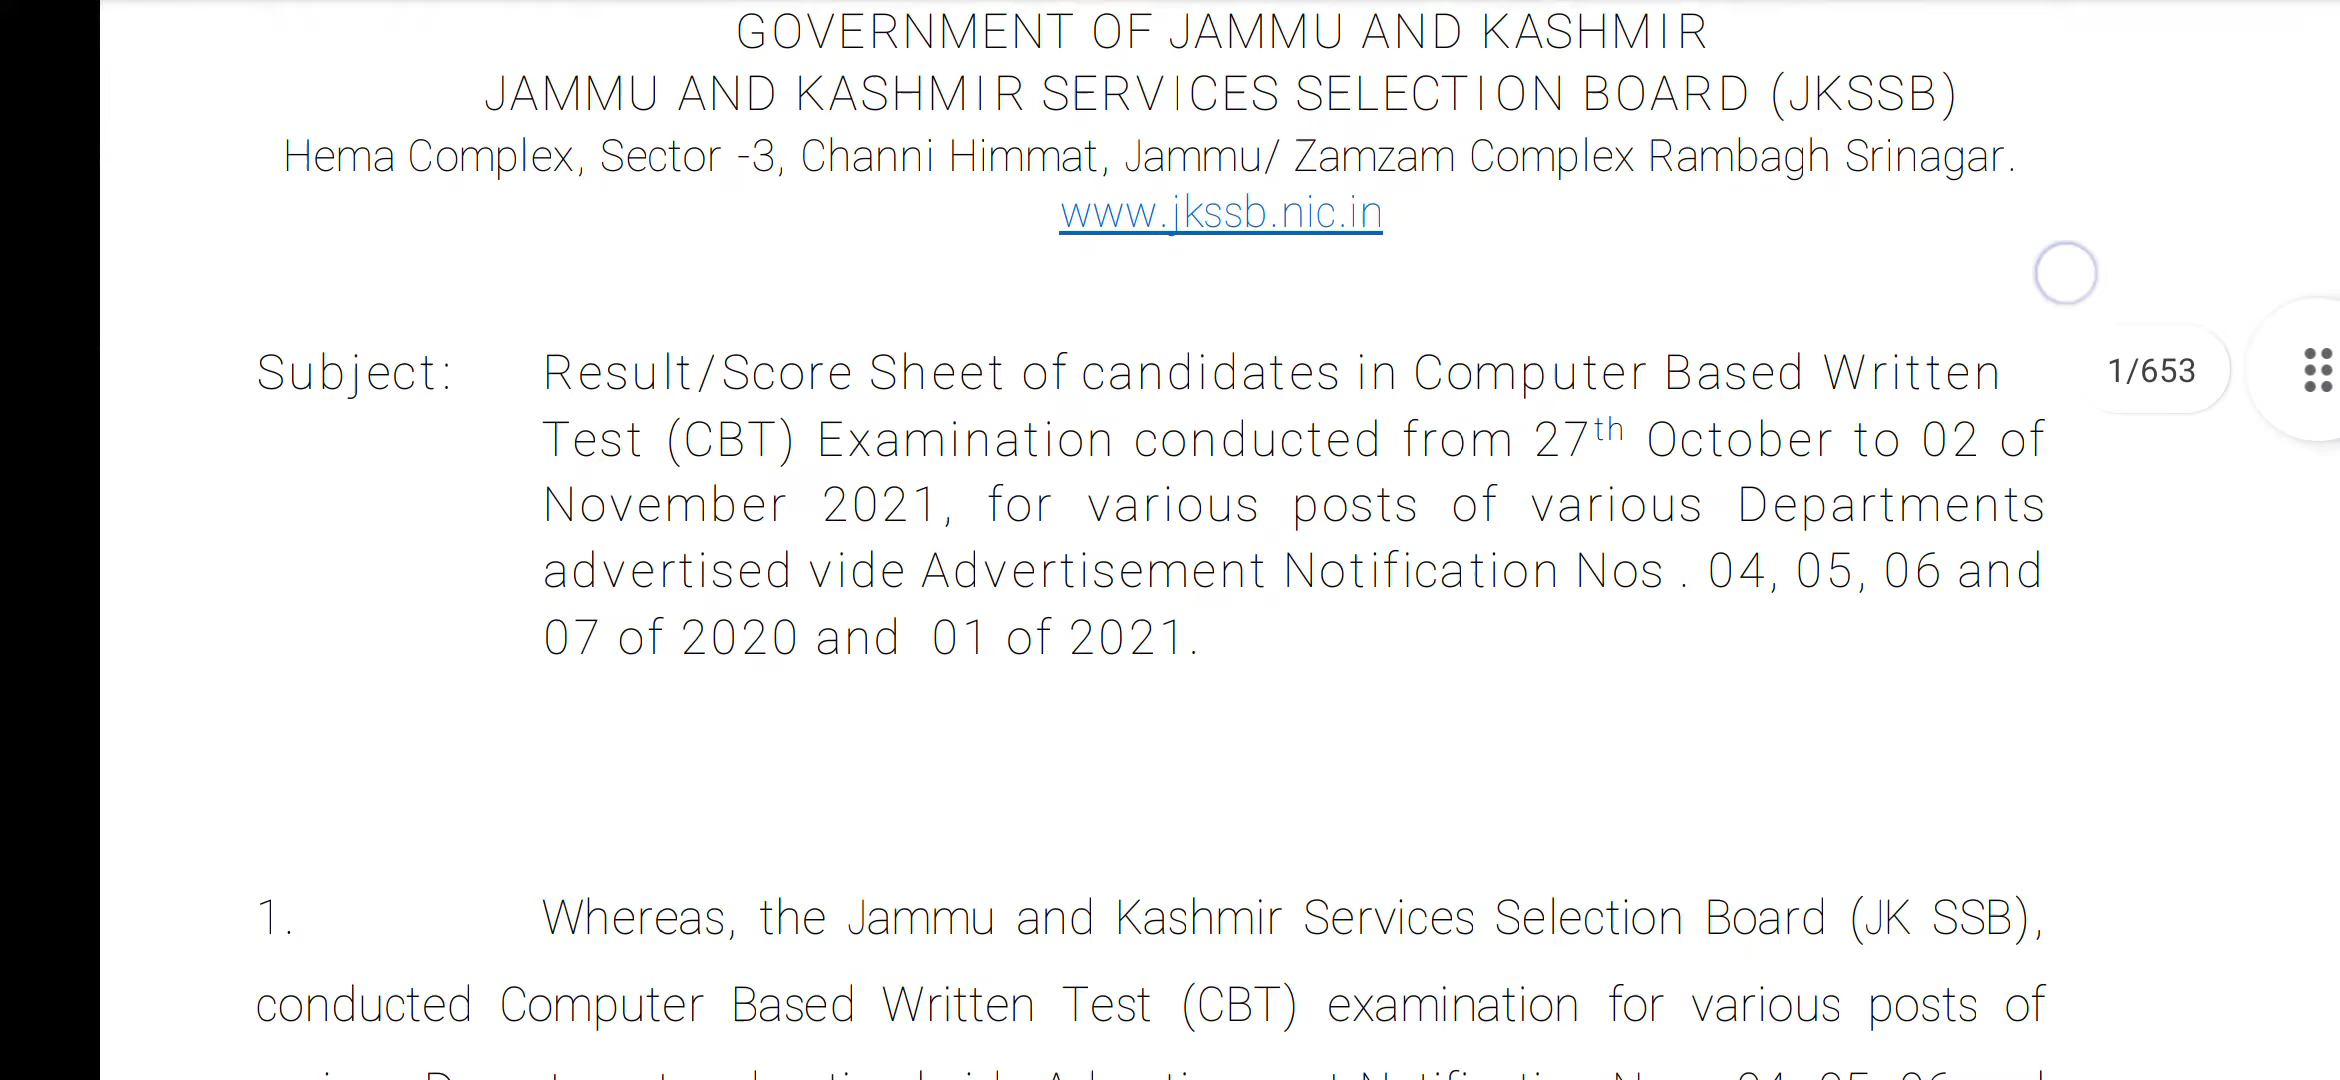 GOVERNMENT OF JAMMU AND KASHMIR
JAMMU AND KASHMIR SERVICES SELECTION BOARD (JKSSB)
Hema Complex, Sector -3, Channi Himmat, Jammu/ Zamzam Complex Rambagh Srinagar.
www.jkssb.nic.in
Subject: Result/Score Sheet of candidates in Computer Based Written
1/653
Test (CBT) Examination conducted from 27th October to 02 of
November 2021, for various posts of various Departments
advertised vide Advertisement Notification Nos . 04, 05, 06 and
07 of 2020 and 01 of 2021.
1. Whereas, the Jammu and Kashmir Services Selection Board (JK SSB),
conducted Computer Based Written Test (CBT) examination for various posts of